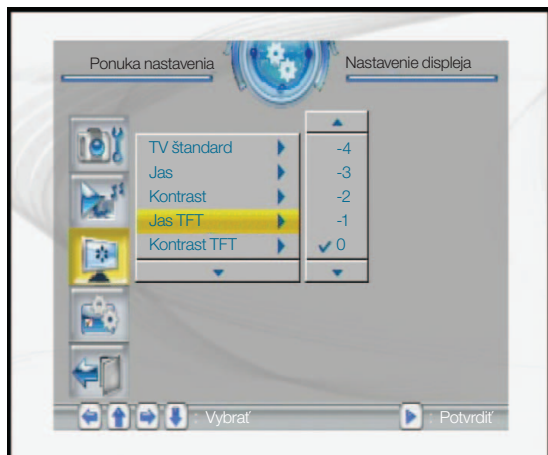 Ponuka nastavenia
Nastavenie displeja
TV štandard
Jas
Kontrast
Jas TFT
Kontrast TFT
-4
-3
-2
-1
0
: Vybrať
: Potvrdiť